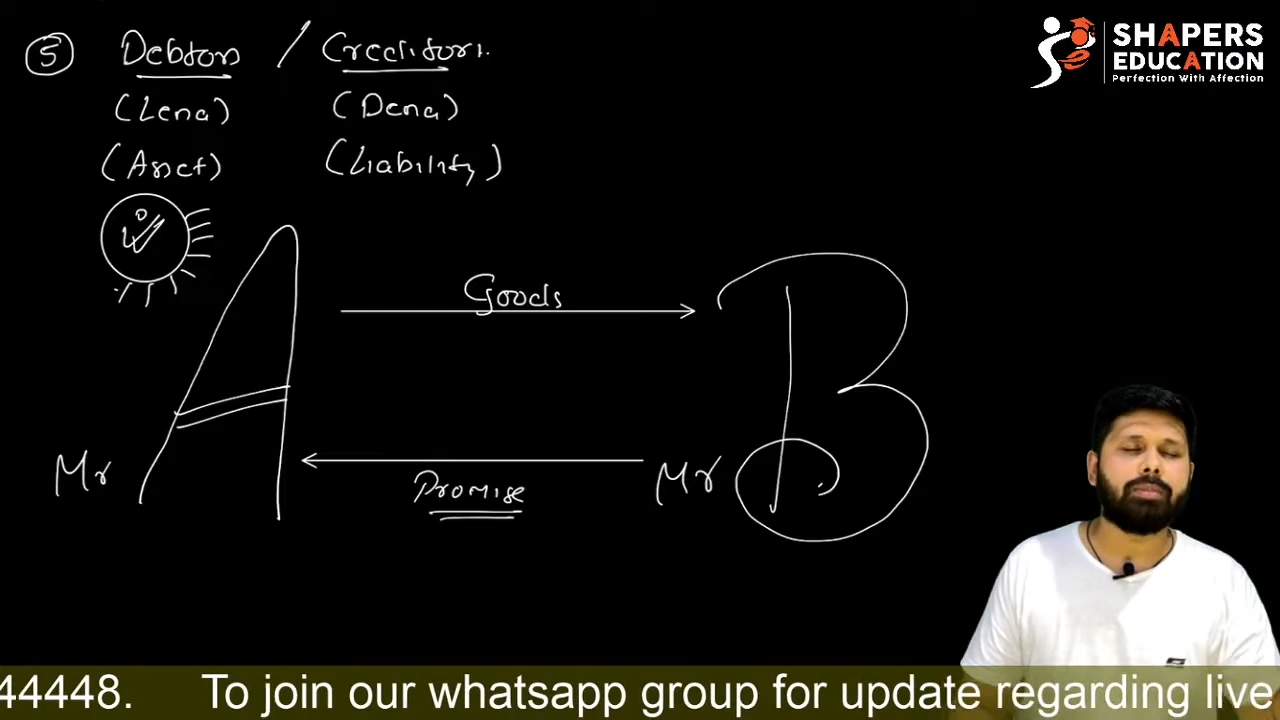 5 Debtors / Creditors.
(Lena) (Dena)
(Asset) (Liability)
A Goods B
Mr Promise Mr
SHAPERS
EDUCATION
Perfection With Affection
44448. To join our whatsapp group for update regarding live